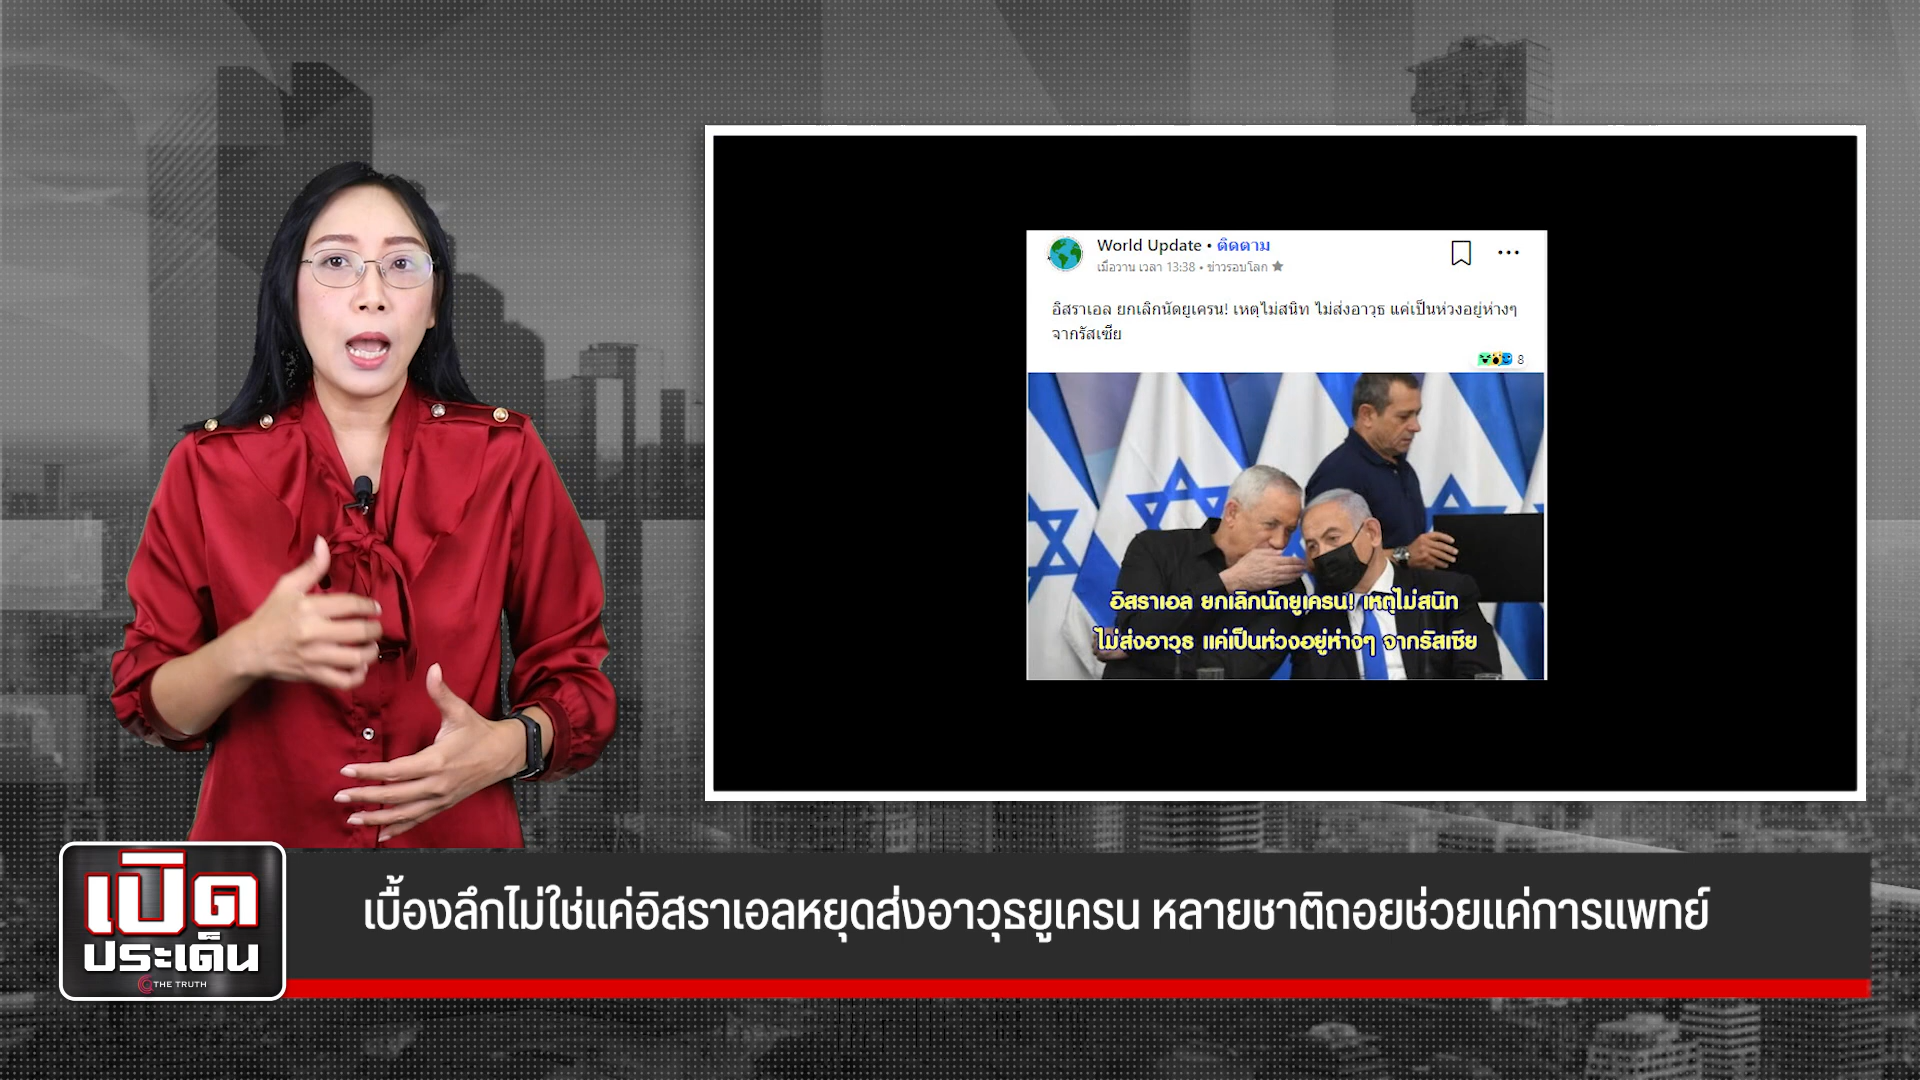 World Update • ติดตาม
เมื่อวาน เวลา 13:38 • ข่าวรอบโลก
อิสราเอล ยกเลิกนัดยูเครน! เหตุไม่สนิท ไม่ส่งอาวุธ แค่เป็นห่วงอยู่ห่างๆ
จากรัสเซีย
8
อิสราเอล ยกเลิกนัดยูเครน! เหตุไม่สนิท
ไม่ส่งอาวุธ แค่เป็นห่วงอยู่ห่างๆ จากรัสเซีย
เปิด
ประเด็น
THE TRUTH
เบื้องลึกไม่ใช่แค่อิสราเอลหยุดส่งอาวุธยูเครน หลายชาติถอยช่วยแค่การแพทย์